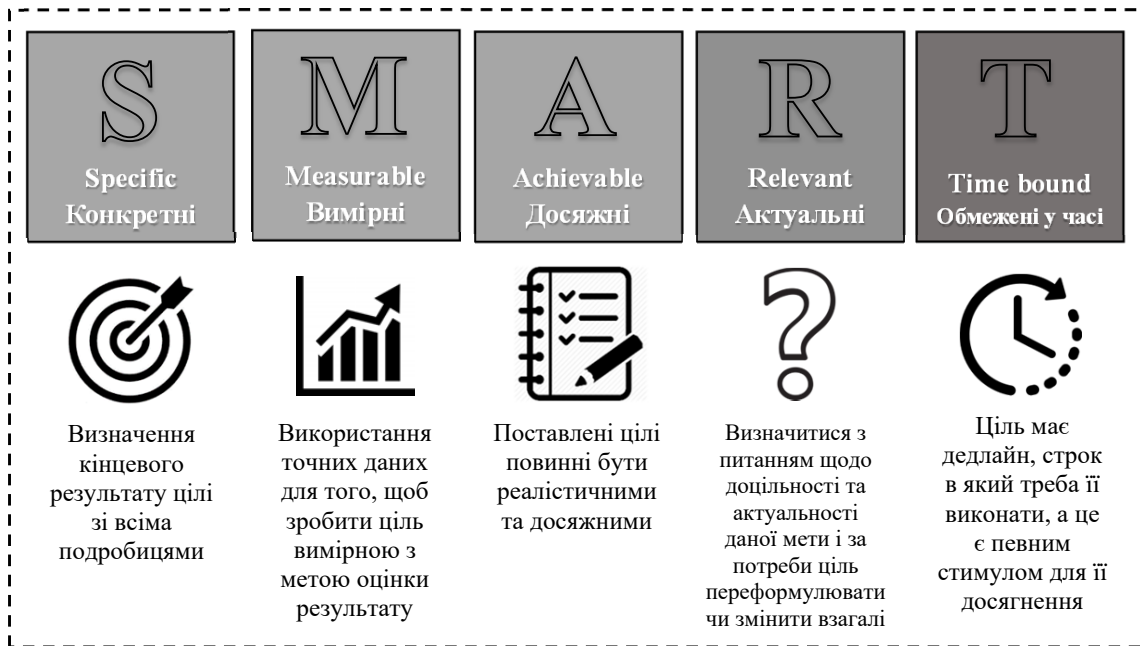 S
Specific
Конкретні
M
Measurable
Вимірні
A
Achievable
Досяжні
R
Relevant
Актуальні
T
Time bound
Обмежені у часі
Визначення
кінцевого
результату цілі
зі всіма
подробицями
Використання
точних даних
для того, щоб
зробити ціль
вимірною з
метою оцінки
результату
Поставлені цілі
повинні бути
реалістичними
та досяжними
Визначитися з
питанням щодо
доцільності та
актуальності
даної мети і за
потреби ціль
переформулювати
чи змінити взагалі
Ціль має
дедлайн, строк
в який треба її
виконати, а це
є певним
стимулом для її
досягнення